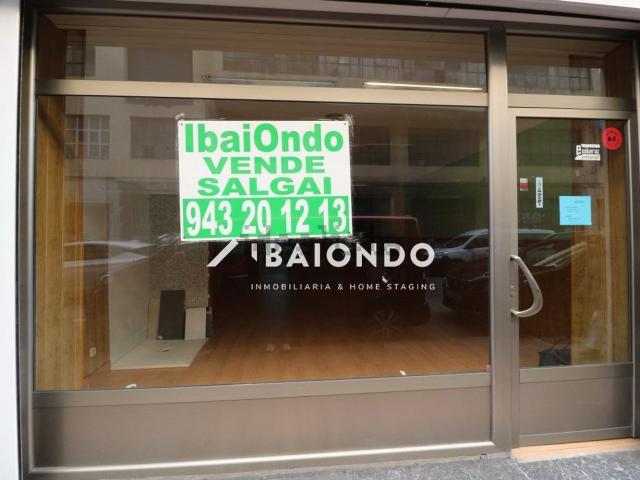 IbaiOndo
VENDE
SALGAI
943 20 12 13
IBAIONDO
INMOBILIARIA & HOME STAGING